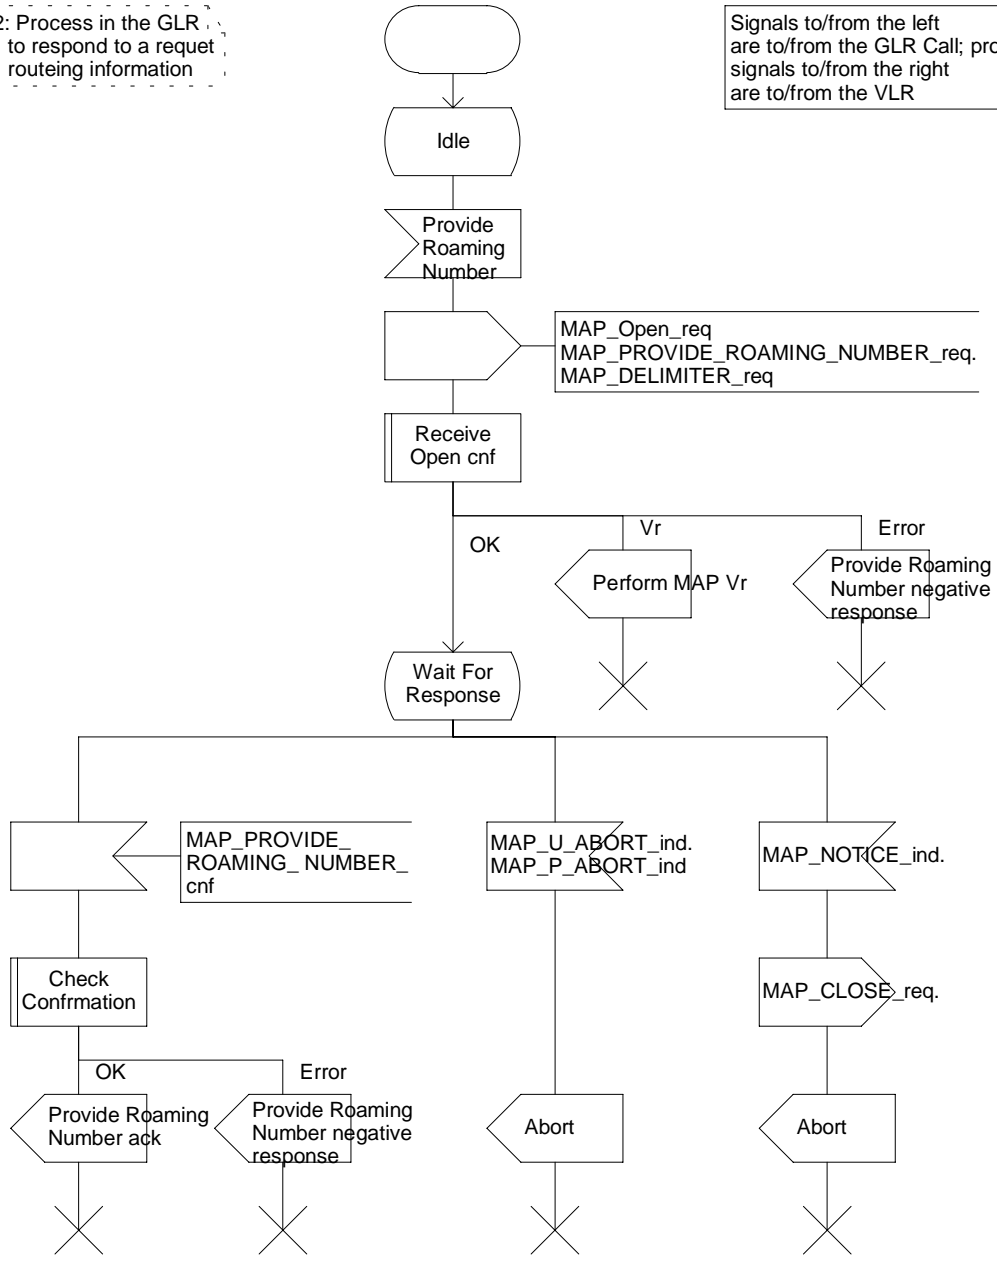 2: Process in the GLR
to respond to a requet
routeing information
Signals to/from the left
are to/from the GLR Call;
signals to/from the right
are to/from the VLR
Idle
Provide
Roaming
Number
MAP_Open_req
MAP_PROVIDE_ROAMING_NUMBER_req.
MAP_DELIMITER_req
Receive
Open cnf
OK
Vr
Error
Perform MAP Vr
Provide Roaming
Number negative
response
Wait For
Response
MAP_PROVIDE_
ROAMING_ NUMBER_
cnf
MAP_U_ABORT_ind.
MAP_P_ABORT_ind
MAP_NOTICE_ind.
Check
Confrmation
MAP_CLOSE_req.
OK
Error
Provide Roaming
Number ack
Provide Roaming
Number negative
response
Abort
Abort